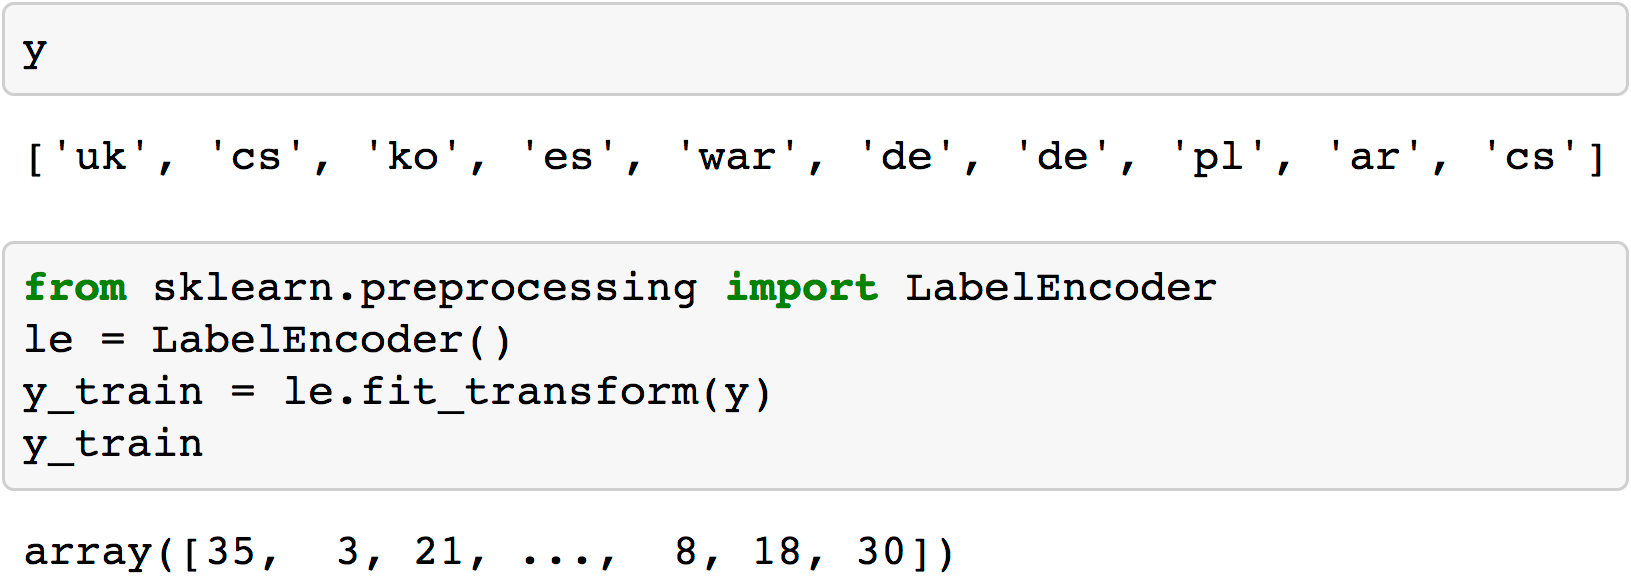 y
['uk', 'cs', 'ko', 'es', 'war', 'de', 'de', 'pl', 'ar', 'cs']
from sklearn.preprocessing import LabelEncoder
le = LabelEncoder()
y_train = le.fit_transform(y)
y_train
array([35,  3, 21, ...,  8, 18, 30])